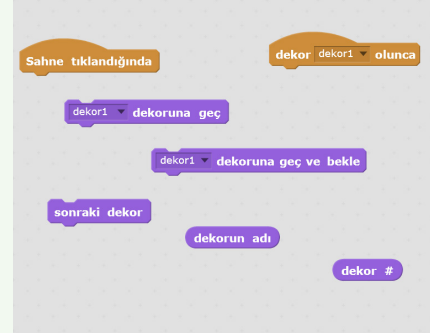 dekor dekor1 olunca
Sahne tıklandığında
dekor1 dekoruna geç
dekor1 dekoruna geç ve bekle
sonraki dekor
dekorun adı
dekor #